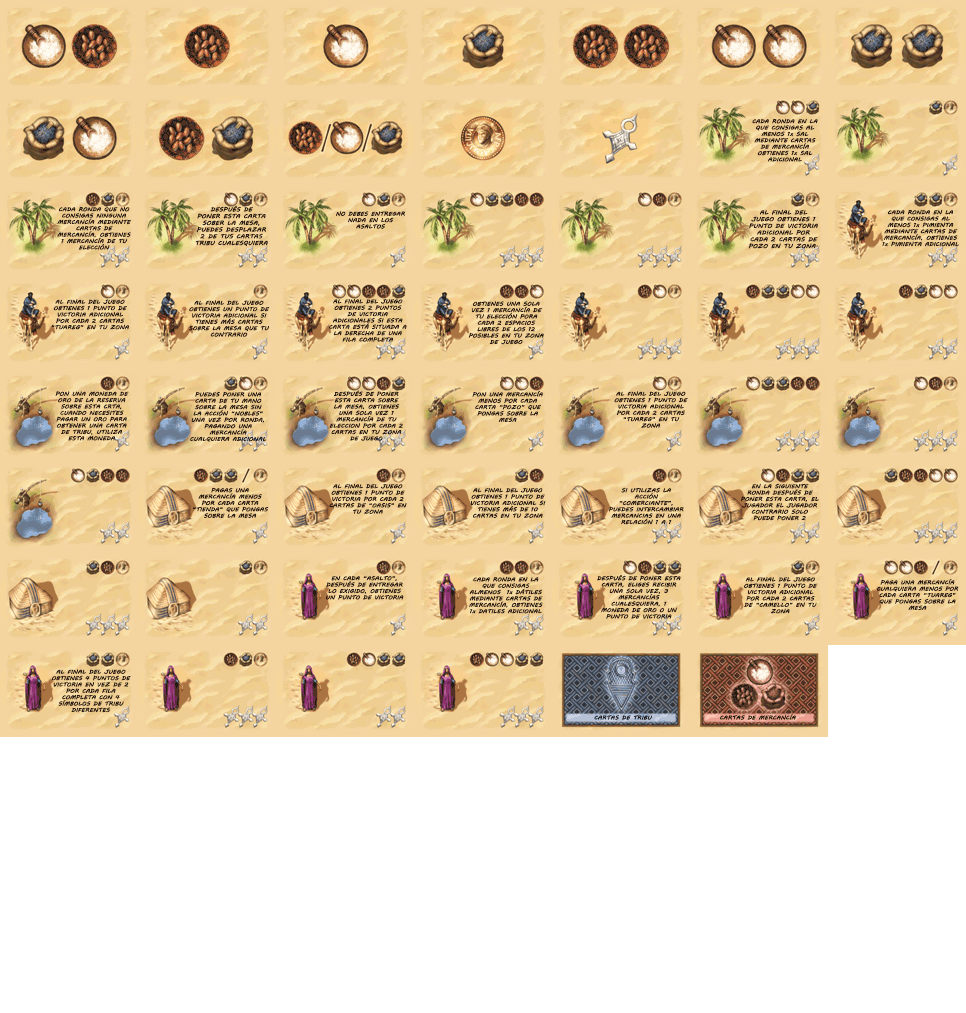 CADA RONDA EN LA
QUE CONSIGAS AL
MENOS 1x SAL
MEDIANTE CARTAS
DE MERCANCÍA
OBTIENES 1x SAL
ADICIONAL
CADA RONDA QUE NO
CONSIGAS NINGUNA
MERCANCÍA MEDIANTE
CARTAS DE
MERCANCÍA, OBTIENES
1 MERCANCÍA DE TU
ELECCIÓN
DESPUÉS DE
PONER ESTA CARTA
SOBER LA MESA,
PUEDES DESPLAZAR
2 DE TUS CARTAS
TRIBU CUALESQUIERA
NO DEBES ENTREGAR
NADA EN LOS
ASALTOS
AL FINAL DEL
JUEGO OBTIENES 1
PUNTO DE VICTORIA
ADICIONAL POR
CADA 2 CARTAS DE
POZO EN TU ZONA
CADA RONDA EN LA
QUE CONSIGAS AL
MENOS 1x PIMIENTA
MEDIANTE CARTAS DE
MERCANCÍA, OBTIENES
1x PIMIENTA ADICIONAL
AL FINAL DEL JUEGO
OBTIENES 1 PUNTO DE
VICTORIA ADICIONAL
POR CADA 2 CARTAS
"TUAREG" EN TU ZONA
AL FINAL DEL JUEGO
OBTIENES UN PUNTO DE
VICTORIA ADICIONAL SI
TIENES MÁS CARTAS
SOBRE LA MESA QUE TU
CONTRARIO
AL FINAL DEL JUEGO
OBTIENES 2 PUNTOS
DE VICTORIA
ADICIONALES SI ESTA
CARTA ESTÁ SITUADA A
LA DERECHA DE UNA
FILA COMPLETA
OBTIENES UNA SOLA
VEZ 1 MERCANCÍA DE
TU ELECCIÓN PORA
CADA 2 ESPACIOS
LIBRES DE LOS 12
POSIBLES EN TU ZONA
DE JUEGO
PON UNA MONEDA DE
ORO DE LA RESERVA
SOBRE ESTA CRTA,
CUANDO NECESITES
PAGAR UN ORO PARA
OBTENER UNA CARTA
DE TRIBU, UTILIZA
ESTA MONEDA
PUEDES PONER UNA
CARTA DE TU MANO
SOBRE LA MESA SIN
LA ACCIÓN "NOBLES"
UNA VEZ POR RONDA,
PAGANDO UNA
MERCANCÍA
CUALQUIERA ADICIONAL
DESPUÉS DE PONER
ESTA CARTA SOBRE LA
MESA, OBTIENES
UNA SOLA VEZ 1
MERCANCÍA DE TU
ELECCION POR CADA 2
CARTAS EN TU ZONA
DE JUEGO
PON UNA MERCANCÍA
MENOS POR CADA
CARTA "POZO" QUE
PONGAS SOBRE LA
MESA
AL FINAL DEL JUEGO
OBTIENES 1 PUNTO DE
VICTORIA ADICIONAL
POR CADA 2 CARTAS
"TUAREG" EN TU
ZONA
/
PAGAS UNA
MERCANCÍA MENOS
POR CADA CARTA
"TIENDA" QUE PONGAS
SOBRE LA MESA
AL FINAL DEL JUEGO
OBTIENES 1 PUNTO DE
VICTORIA POR CADA 2
CARTAS DE "OASIS" EN
TU ZONA
AL FINAL DEL JUEGO
OBTIENES 1 PUNTO DE
VICTORIA ADICIONAL SI
TIENES MÁS DE 10
CARTAS EN TU ZONA
SI UTILIZAS LA
ACCIÓN
"COMERCIANTE",
PUEDES INTERCAMBIAR
MERCANCIAS EN UNA
RELACIÓN 1 A 1
EN LA SIGUIENTE
RONDA DESPUÉS DE
PONER ESTA CARTA, EL
JUGADOR EL JUGADOR
CONTRARIO SOLO
PUEDE PONER 2
EN CADA "ASALTO",
DESPUÉS DE ENTREGAR
LO EXIGIDO, OBTIENES
UN PUNTO DE VICTORIA
CADA RONDA EN LA
QUE CONSIGAS
ALMENOS 1x DÁTILES
MEDIANTE CARTAS DE
MERCANCÍA, OBTIENES
1x DATILES ADICIONAL
DESPUÉS DE PONER ESTA
CARTA, ELIGES RECIBIR
UNA SOLA VEZ, 3
MERCANCÍAS
CUALESQUIERA, 1
MONEDA DE ORO O UN
PUNTO DE VICTORIA
AL FINAL DEL JUEGO
OBTIENES 1 PUNTO DE
VICTORIA ADICIONAL
POR CADA 2 CARTAS
DE "CAMELLO" EN TU
ZONA
/
PAGA UNA MERCANCÍA
CUALQUIERA MENOS POR
CADA CARTA "TUAREG"
QUE PONGAS SOBRE LA
MESA
AL FINAL DEL JUEGO
OBTIENES 4 PUNTOS DE
VICTORIA EN VEZ DE 2
POR CADA FILA
COMPLETA CON 4
SÍMBOLOS DE TRIBU
DIFERENTES
CARTAS DE TRIBU
CARTAS DE MERCANCÍA